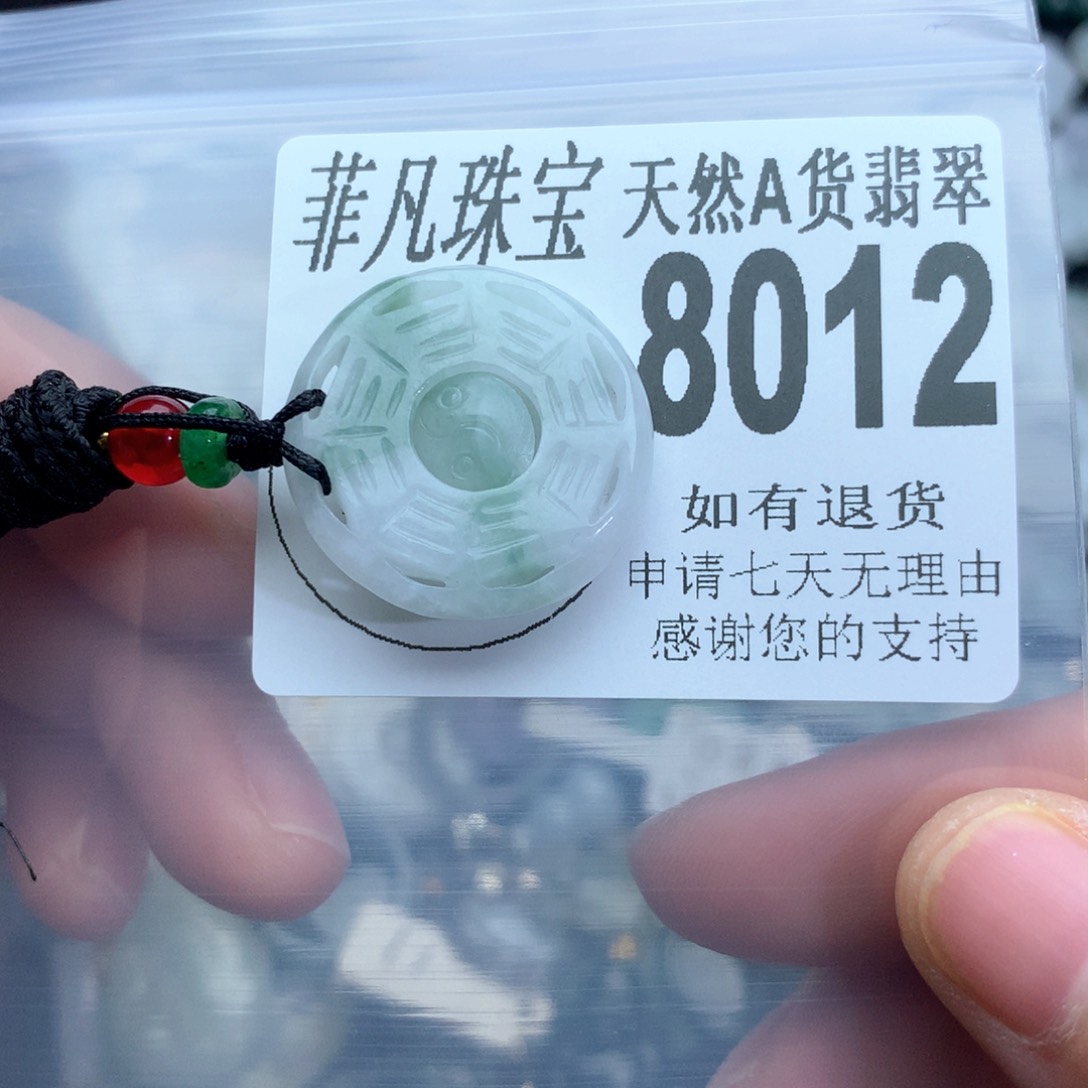 菲凡珠宝 天然A货翡翠
8012
如有退货
申请七天无理由
感谢您的支持